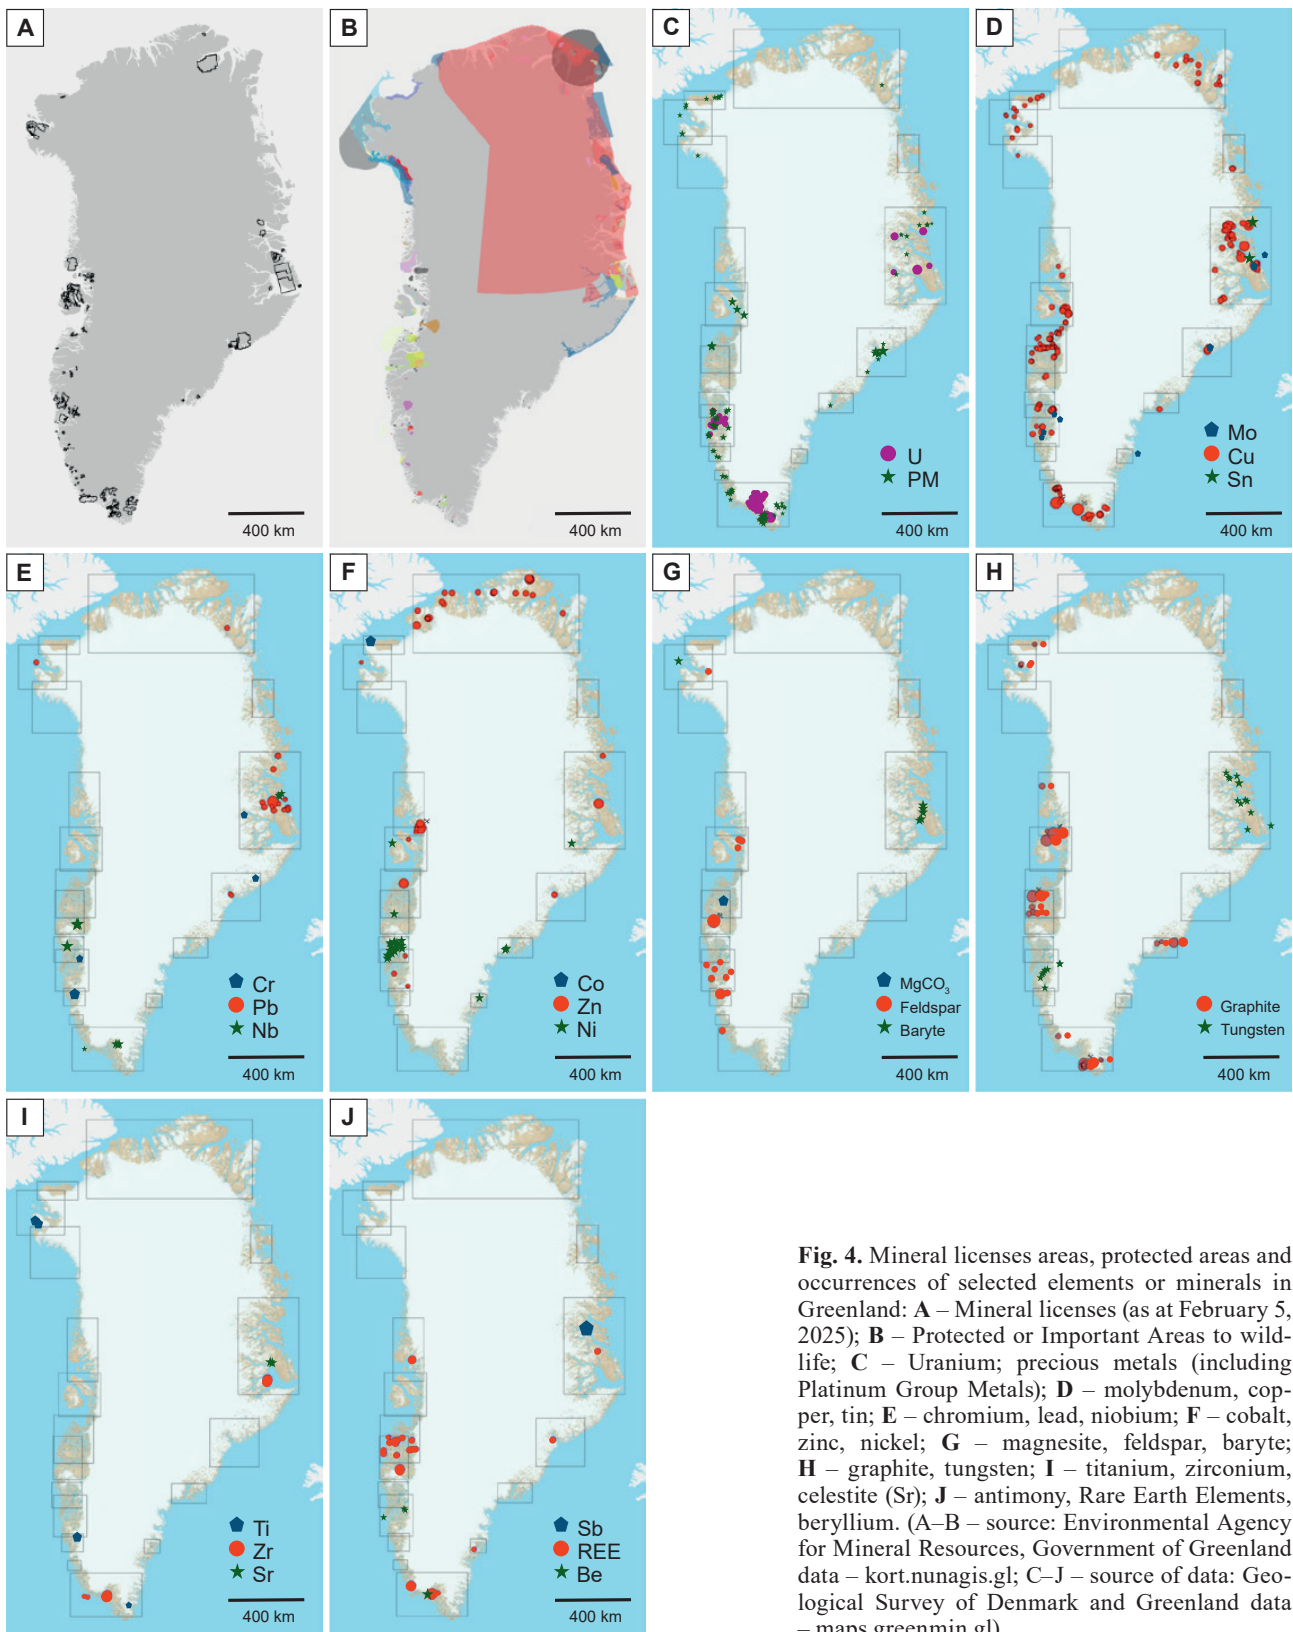 A
400 km
B
400 km
C
U
PM
400 km
D
Mo
Cu
Sn
400 km
E
Cr
Pb
Nb
400 km
F
Co
Zn
Ni
400 km
G
MgCO₃
Feldspar
Baryte
400 km
H
Graphite
Tungsten
400 km
I
Ti
Zr
Sr
400 km
J
Sb
REE
Be
400 km
Fig. 4. Mineral licenses areas, protected areas and
occurrences of selected elements or minerals in
Greenland: A – Mineral licenses (as at February 5,
2025); B – Protected or Important Areas to wild-
life; C – Uranium; precious metals (including
Platinum Group Metals); D – molybdenum, cop-
per, tin; E – chromium, lead, niobium; F – cobalt,
zinc, nickel; G – magnesite, feldspar, baryte;
H – graphite, tungsten; I – titanium, zirconium,
celestite (Sr); J – antimony, Rare Earth Elements,
beryllium. (A–B – source: Environmental Agency
for Mineral Resources, Government of Greenland
data – kort.nunagis.gl; C–J – source of data: Geo-
logical Survey of Denmark and Greenland data
– maps.greenmin.gl)